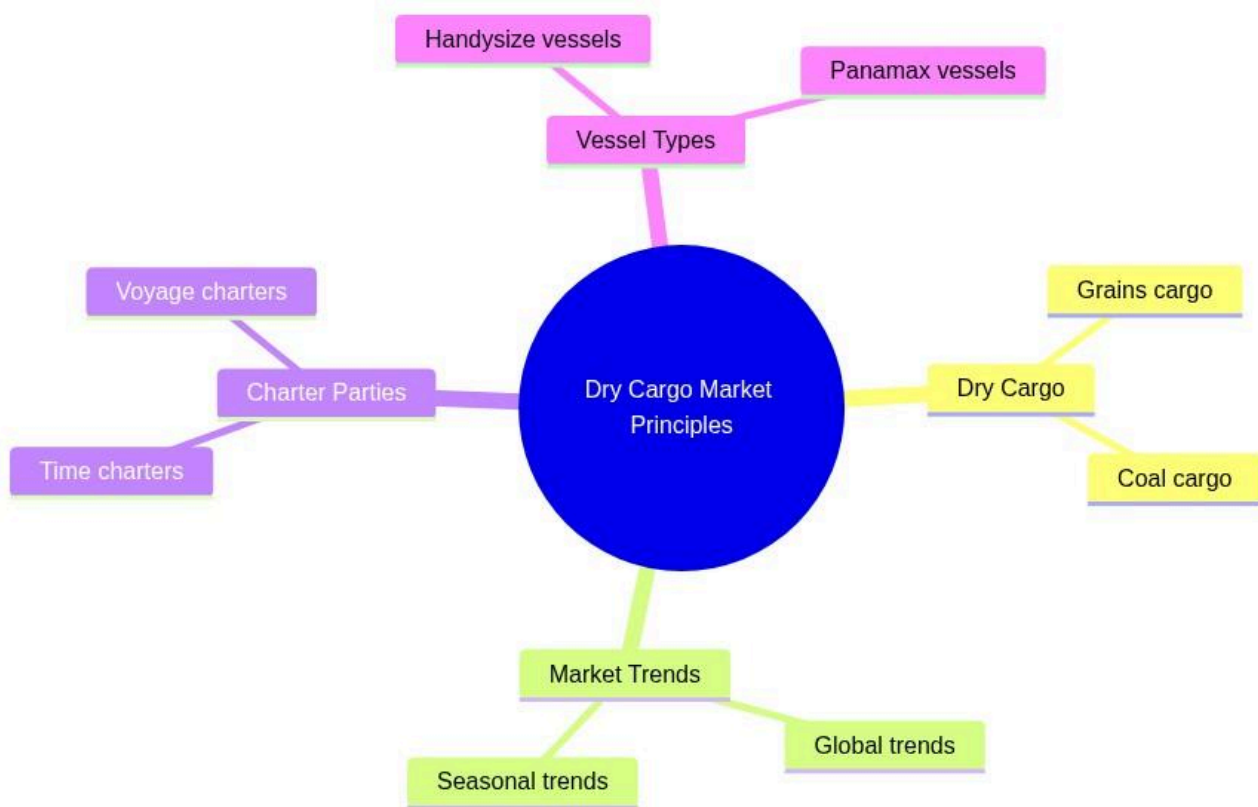 Handysize vessels
Panamax vessels
Vessel Types
Voyage charters
Grains cargo
Charter Parties
Dry Cargo Market
Principles
Dry Cargo
Time charters
Coal cargo
Market Trends
Global trends
Seasonal trends